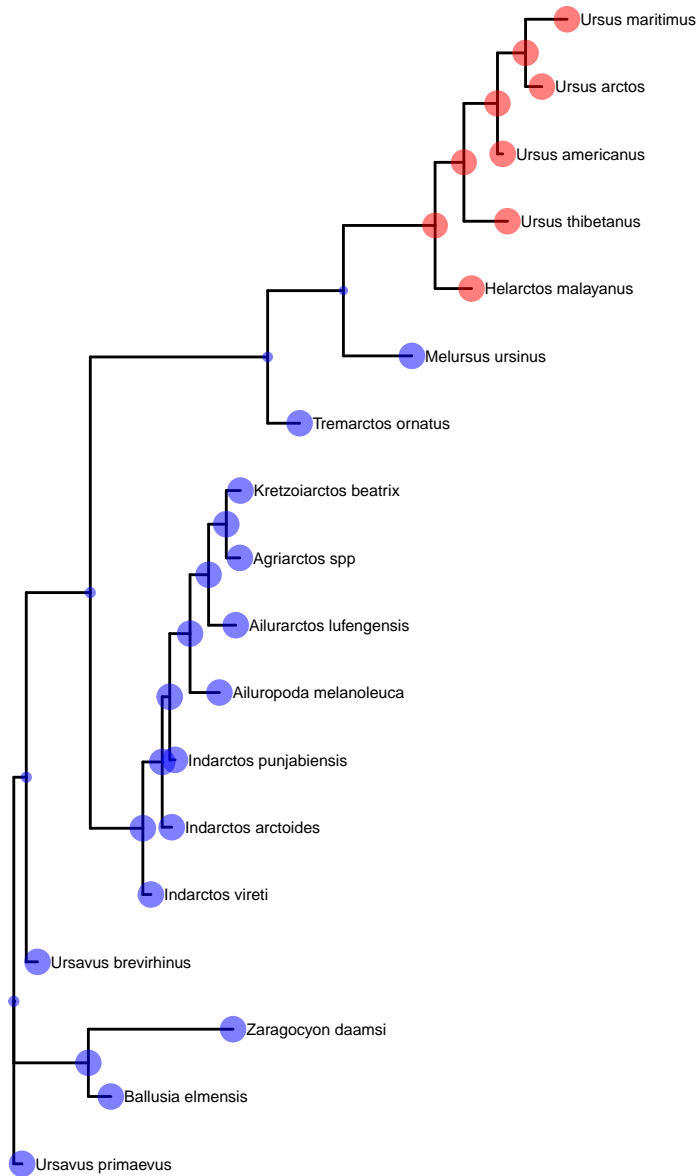 Ursus maritimus
Ursus arctos
Ursus americanus
Ursus thibetanus
Helarctos malayanus
Melursus ursinus
Tremarctos ornatus
Kretzoiarctos beatrix
Agriarctos spp
Ailurarctos lufengensis
Ailuropoda melanoleuca
Indarctos punjabiensis
Indarctos arctoides
Indarctos vireti
Ursavus brevirhinus
Zaragocyon daamsi
Ballusia elmensis
Ursavus primaevus